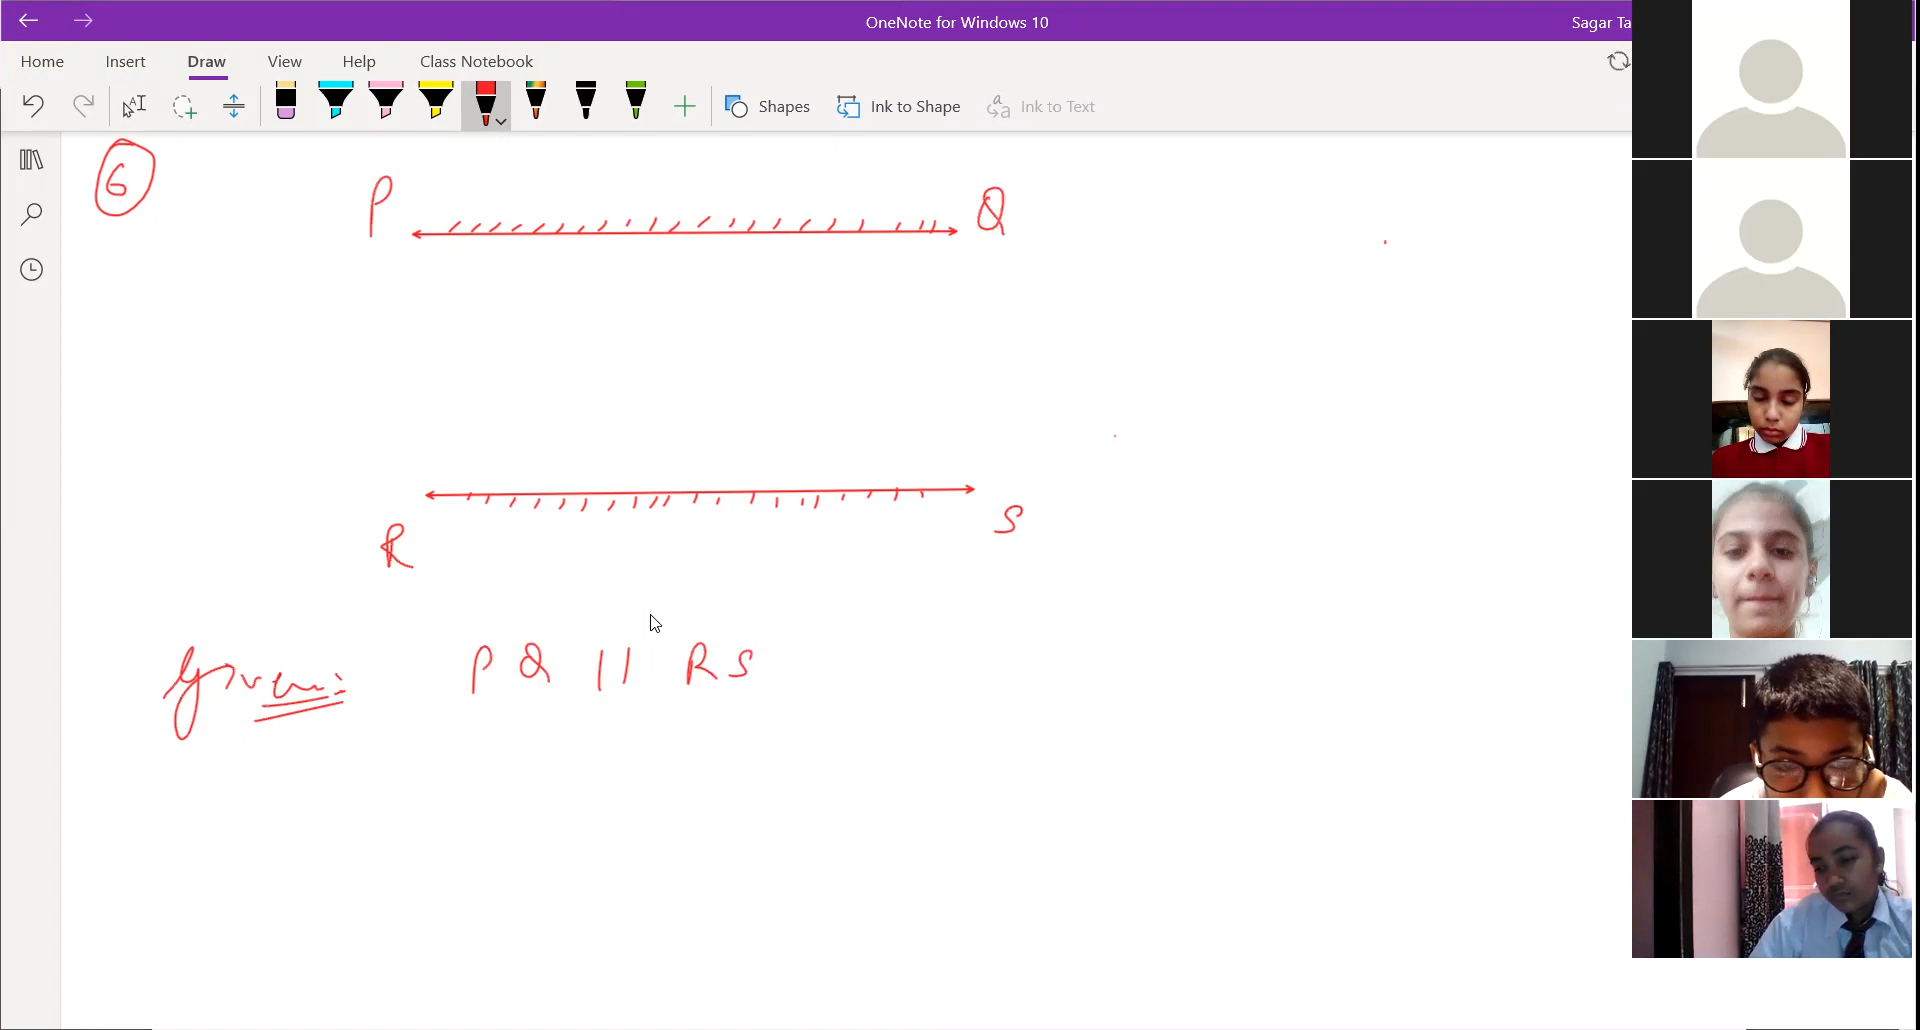 OneNote for Windows 10
Sagar Ta
Home Insert Draw View Help Class Notebook
Shapes Ink to Shape Ink to Text
6
P Q
R S
Given:
PQ || RS